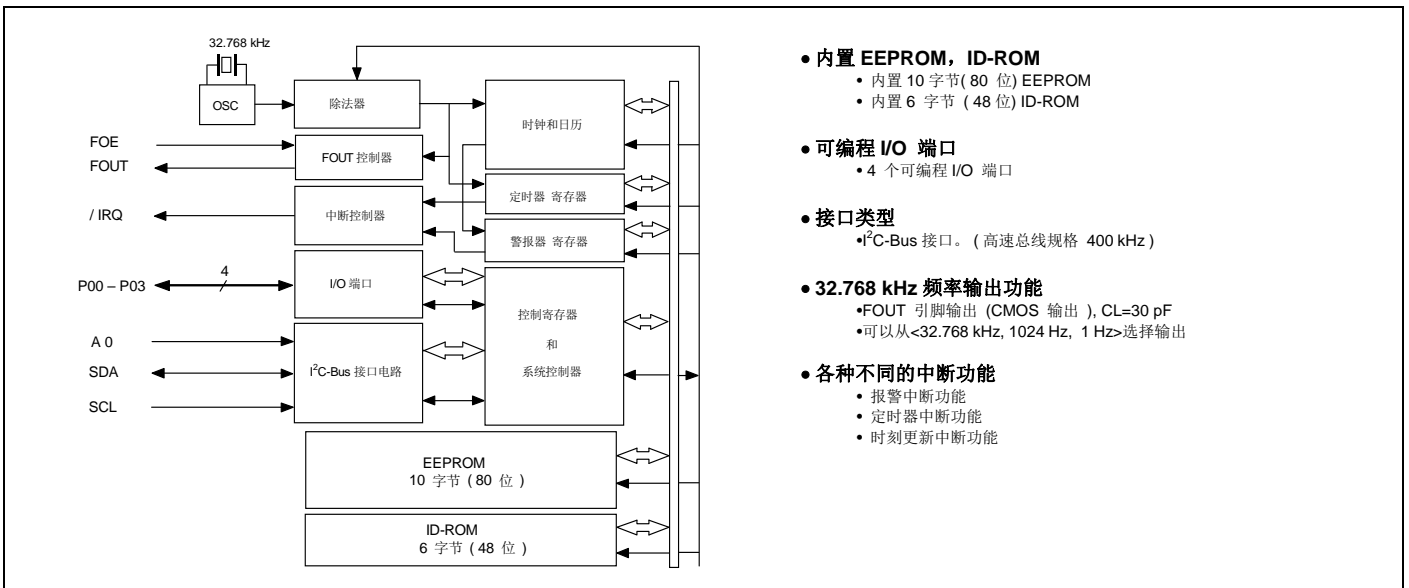 32.768 kHz
OSC
除法器
时钟和日历
FOE
FOUT
FOUT 控制器
定时器 寄存器
/ IRQ
中断控制器
警报器 寄存器
P00 – P03
4
I/O 端口
控制寄存器
和
系统控制器
A 0
SDA
SCL
I²C-Bus 接口电路
EEPROM
10 字节 ( 80 位 )
ID-ROM
6 字节 ( 48 位 )
● 内置 EEPROM，ID-ROM
• 内置 10 字节( 80 位) EEPROM
• 内置 6 字节 ( 48 位) ID-ROM
● 可编程 I/O 端口
• 4 个可编程 I/O 端口
● 接口类型
•I²C-Bus 接口。 ( 高速总线规格 400 kHz )
● 32.768 kHz 频率输出功能
•FOUT 引脚输出 (CMOS 输出 ), CL=30 pF
•可以从<32.768 kHz, 1024 Hz, 1 Hz>选择输出
● 各种不同的中断功能
• 报警中断功能
• 定时器中断功能
• 时刻更新中断功能